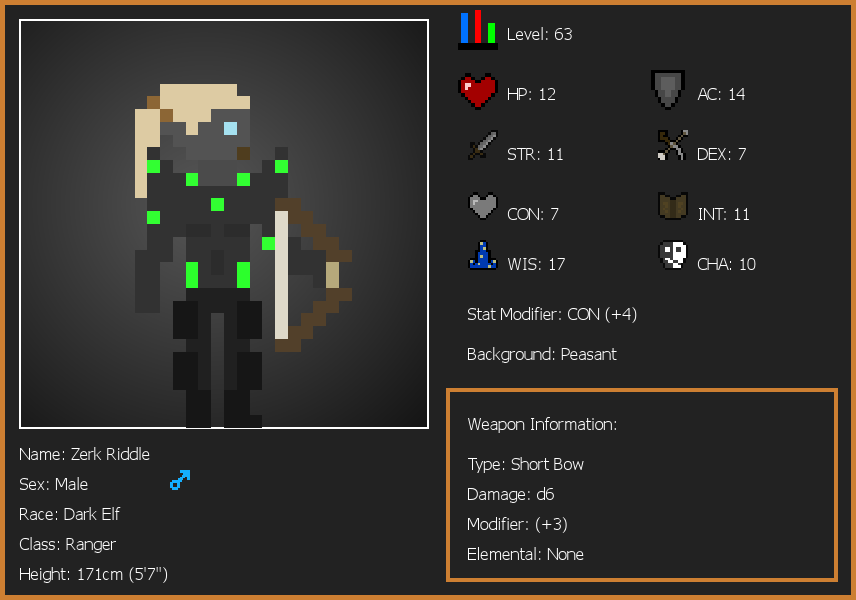 Level: 63
HP: 12
AC: 14
STR: 11
DEX: 7
CON: 7
INT: 11
WIS: 17
CHA: 10
Stat Modifier: CON (+4)
Background: Peasant
Weapon Information:
Type: Short Bow
Damage: d6
Modifier: (+3)
Elemental: None
Name: Zerk Riddle
Sex: Male
Race: Dark Elf
Class: Ranger
Height: 171cm (5'7")